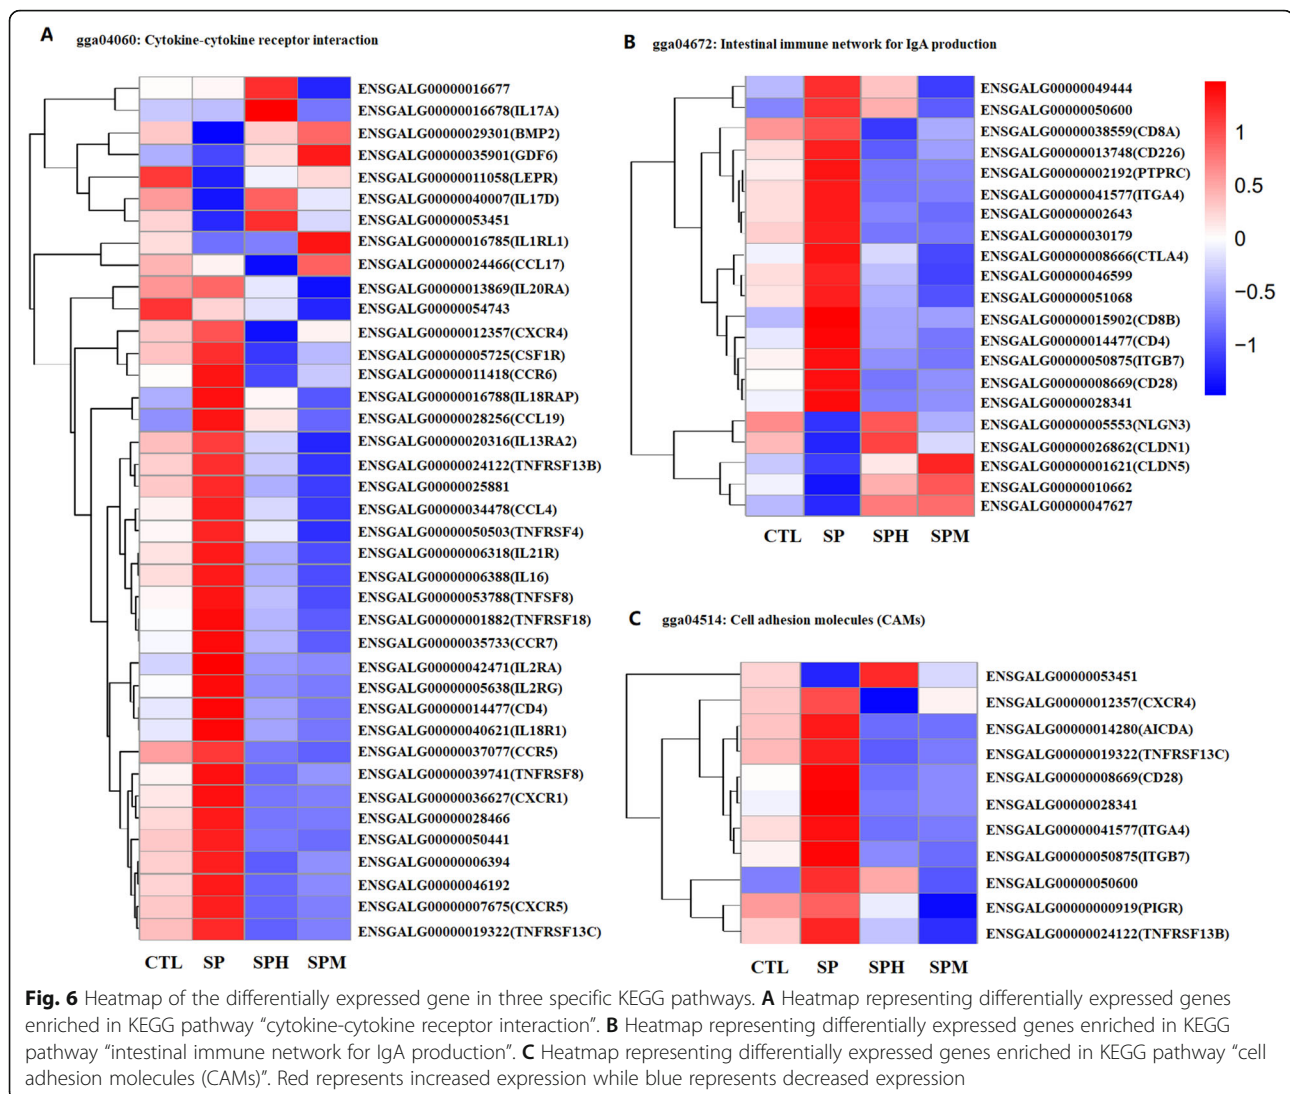 A gga04060: Cytokine-cytokine receptor interaction
ENSGALG00000016677
ENSGALG00000016678(IL17A)
ENSGALG00000029301(BMP2)
ENSGALG00000035901(GDF6)
ENSGALG00000011058(LEPR)
ENSGALG00000040007(IL17D)
ENSGALG00000053451
ENSGALG00000016785(IL1RL1)
ENSGALG00000024466(CCL17)
ENSGALG00000013869(IL20RA)
ENSGALG00000054743
ENSGALG00000012357(CXCR4)
ENSGALG00000005725(CSF1R)
ENSGALG00000011418(CCR6)
ENSGALG00000016788(IL18RAP)
ENSGALG00000028256(CCL19)
ENSGALG00000020316(IL13RA2)
ENSGALG00000024122(TNFRSF13B)
ENSGALG00000025881
ENSGALG00000034478(CCL4)
ENSGALG00000050503(TNFRSF4)
ENSGALG00000006318(IL21R)
ENSGALG00000006388(IL16)
ENSGALG00000053788(TNFSF8)
ENSGALG00000001882(TNFRSF18)
ENSGALG00000035733(CCR7)
ENSGALG00000042471(IL2RA)
ENSGALG00000005638(IL2RG)
ENSGALG00000014477(CD4)
ENSGALG00000040621(IL18R1)
ENSGALG00000037077(CCR5)
ENSGALG00000039741(TNFRSF8)
ENSGALG00000036627(CXCR1)
ENSGALG00000028466
ENSGALG00000050441
ENSGALG00000006394
ENSGALG00000046192
ENSGALG00000007675(CXCR5)
ENSGALG00000019322(TNFRSF13C)
CTL SP SPH SPM
B gga04672: Intestinal immune network for IgA production
ENSGALG00000049444
ENSGALG00000050600
ENSGALG00000038559(CD8A)
ENSGALG00000013748(CD226)
ENSGALG00000002192(PTPRC)
ENSGALG00000041577(ITGA4)
ENSGALG00000002643
ENSGALG00000030179
ENSGALG00000008666(CTLA4)
ENSGALG00000046599
ENSGALG00000051068
ENSGALG00000015902(CD8B)
ENSGALG00000014477(CD4)
ENSGALG00000050875(ITGB7)
ENSGALG00000008669(CD28)
ENSGALG00000028341
ENSGALG00000005553(NLGN3)
ENSGALG00000026862(CLDN1)
ENSGALG00000001621(CLDN5)
ENSGALG00000010662
ENSGALG00000047627
CTL SP SPH SPM
1
0.5
0
−0.5
−1
C gga04514: Cell adhesion molecules (CAMs)
ENSGALG00000053451
ENSGALG00000012357(CXCR4)
ENSGALG00000014280(AICDA)
ENSGALG00000019322(TNFRSF13C)
ENSGALG00000008669(CD28)
ENSGALG00000028341
ENSGALG00000041577(ITGA4)
ENSGALG00000050875(ITGB7)
ENSGALG00000050600
ENSGALG00000000919(PIGR)
ENSGALG00000024122(TNFRSF13B)
CTL SP SPH SPM
Fig. 6 Heatmap of the differentially expressed gene in three specific KEGG pathways. A Heatmap representing differentially expressed genes
enriched in KEGG pathway “cytokine-cytokine receptor interaction”. B Heatmap representing differentially expressed genes enriched in KEGG
pathway “intestinal immune network for IgA production”. C Heatmap representing differentially expressed genes enriched in KEGG pathway “cell
adhesion molecules (CAMs)”. Red represents increased expression while blue represents decreased expression